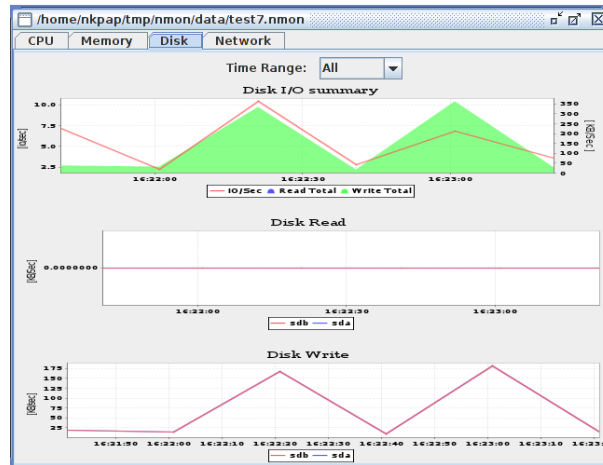 /home/nkpap/tmp/nmon/data/test7.nmon
CPU Memory Disk Network
Time Range: All
Disk I/O summary
10.0
7.5
5.0
2.5
[io/sec]
350
300
250
200
150
100
50
0
[KB/Sec]
16:22:00 16:22:30 16:23:00
IO/Sec Read Total Write Total
Disk Read
[KB/Sec]
0.0000000
16:22:00 16:22:30 16:23:00
sdb sda
Disk Write
[KB/sec]
175
150
125
100
75
50
25
16:21:50 16:22:00 16:22:10 16:22:20 16:22:30 16:22:40 16:22:50 16:23:00 16:23:10 16:23:
sdb sda